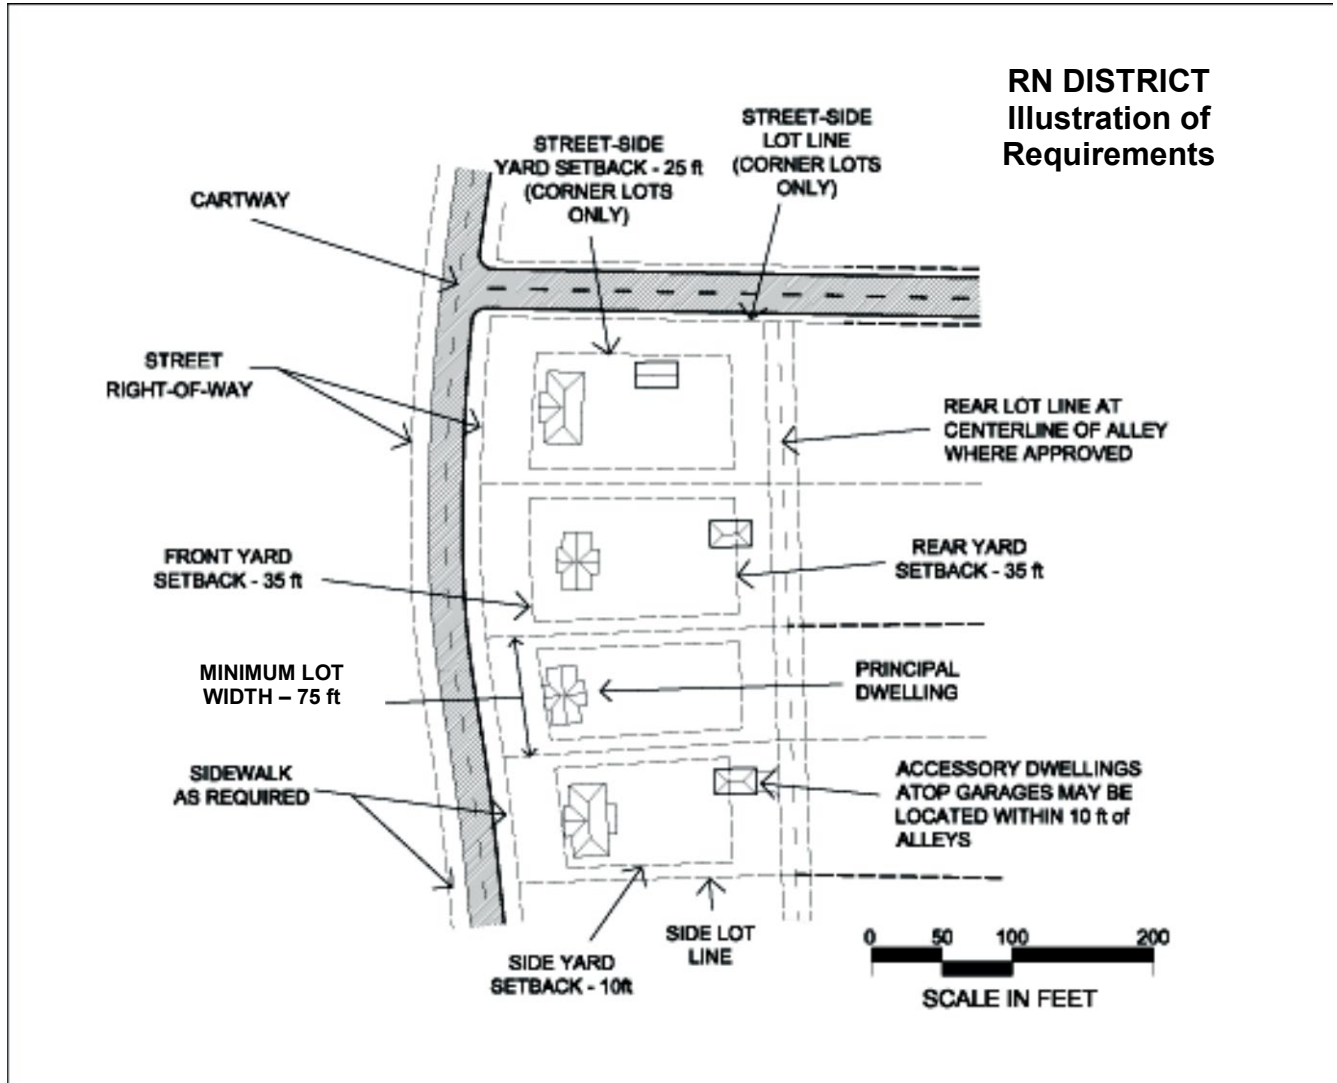 RN DISTRICT
Illustration of
Requirements
STREET-SIDE
LOT LINE
(CORNER LOTS
ONLY)
STREET-SIDE
YARD SETBACK - 25 ft
(CORNER LOTS
ONLY)
CARTWAY
STREET
RIGHT-OF-WAY
REAR LOT LINE AT
CENTERLINE OF ALLEY
WHERE APPROVED
FRONT YARD
SETBACK - 35 ft
REAR YARD
SETBACK - 35 ft
MINIMUM LOT
WIDTH – 75 ft
PRINCIPAL
DWELLING
SIDEWALK
AS REQUIRED
ACCESSORY DWELLINGS
ATOP GARAGES MAY BE
LOCATED WITHIN 10 ft of
ALLEYS
SIDE LOT
LINE
SIDE YARD
SETBACK - 10ft
0 50 100 200
SCALE IN FEET